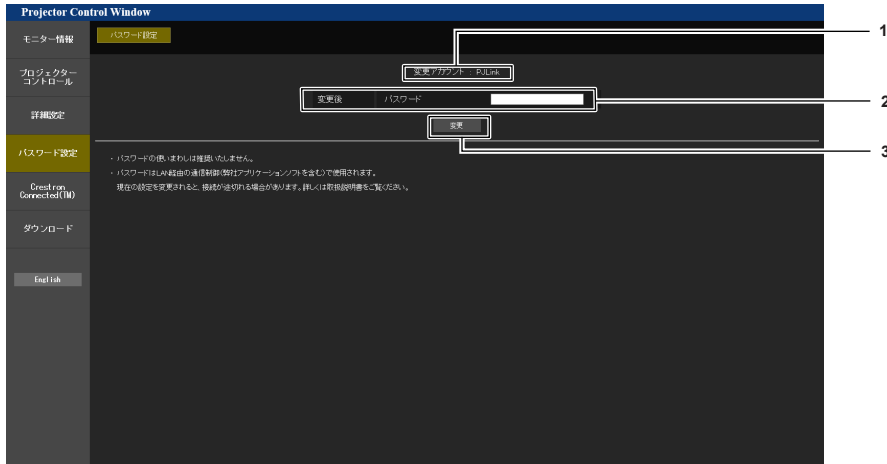 Projector Control Window
モニター情報
パスワード設定
1
プロジェクター
コントロール
変更アカウント : PJLink
変更後 パスワード
2
詳細設定
変更
3
パスワード設定
・パスワードの使いまわしは推奨いたしません。
・パスワードはLAN経由の通信制御(弊社アプリケーションソフトを含む)で使用されます。
現在の設定を変更されると、接続が途切れる場合があります。詳しくは取扱説明書をご覧ください。
Crestron
Connected(TM)
ダウンロード
English